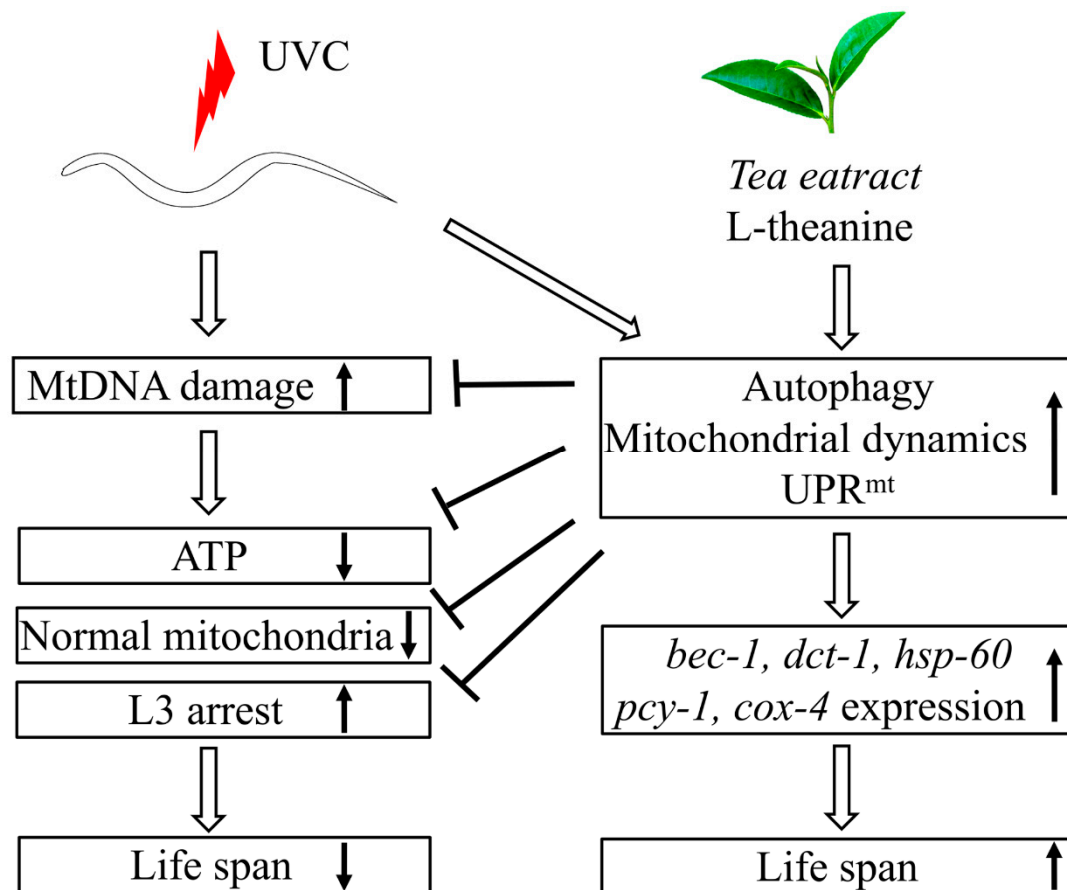 UVC
Tea eatract
L-theanine
MtDNA damage
Autophagy
Mitochondrial dynamics
UPRᵐᵗ
ATP
Normal mitochondria
L3 arrest
bec-1, dct-1, hsp-60
pcy-1, cox-4 expression
Life span
Life span